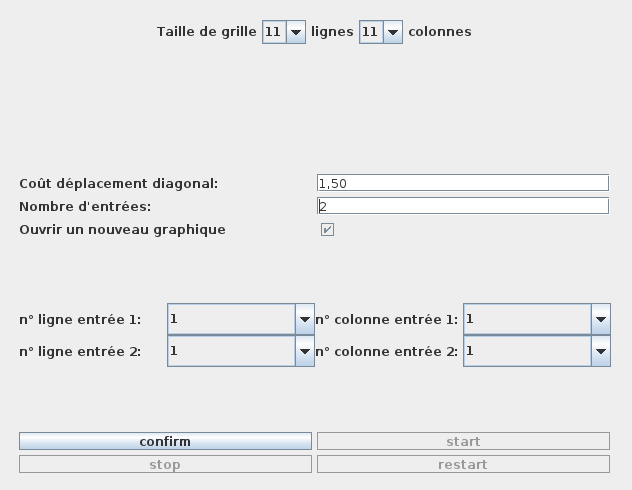 Taille de grille 11 lignes 11 colonnes
Coût déplacement diagonal: 1,50
Nombre d'entrées: 2
Ouvrir un nouveau graphique
n° ligne entrée 1: 1 n° colonne entrée 1: 1
n° ligne entrée 2: 1 n° colonne entrée 2: 1
confirm start
stop restart